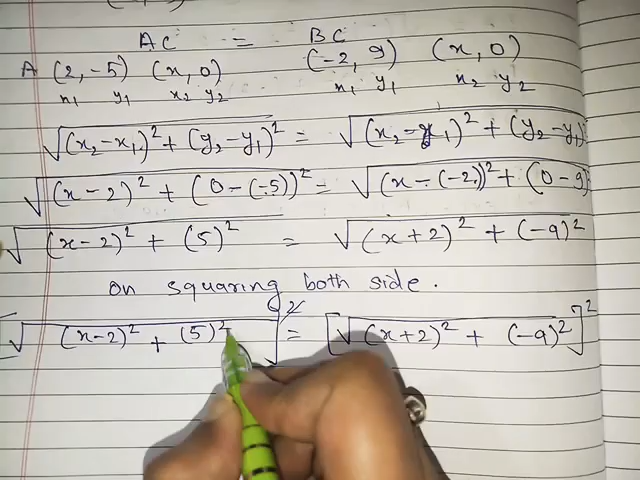 AC = BC
A (2, -5) (x, 0) (-2, 9) (x, 0)
x₁ y₁ x₂ y₂ x₁ y₁ x₂ y₂
√(x₂-x₁)² + (y₂-y₁)² = √(x₂-x₁)² + (y₂-y₁)
√(x-2)² + (0-(-5))² = √(x-(-2))² + (0-9)
√(x-2)² + (5)² = √(x+2)² + (-9)²
on squaring both side.
[√(x-2)² + (5)²]² = [√(x+2)² + (-9)²]²